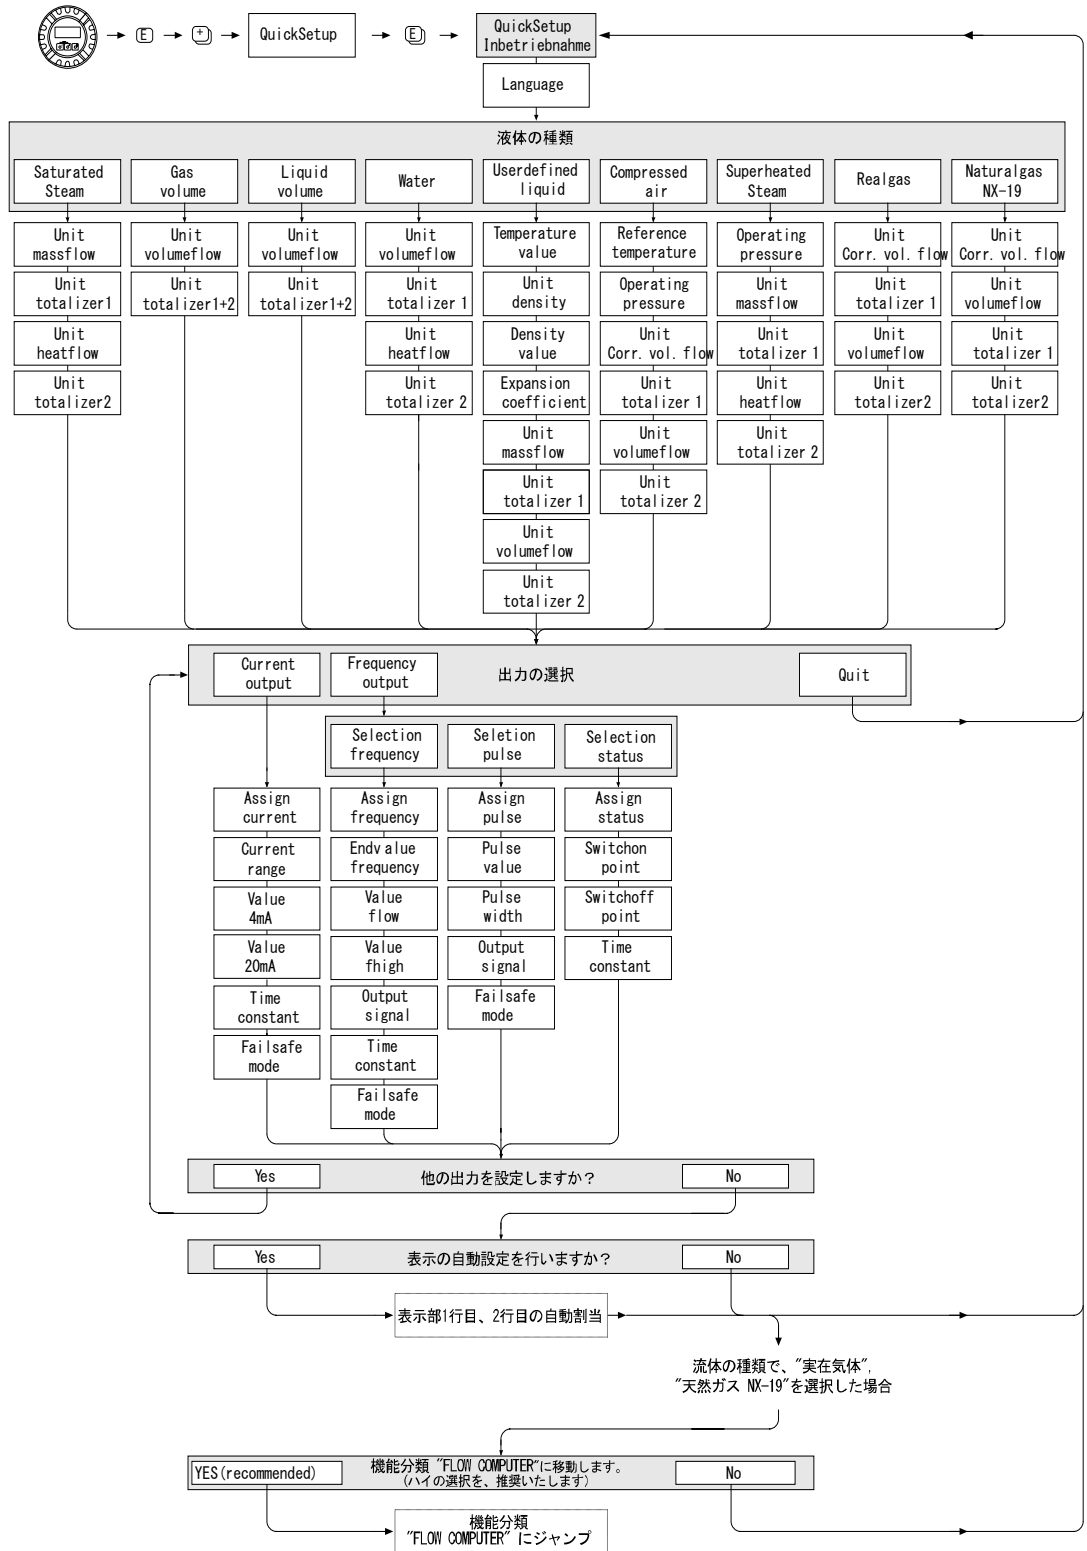 E
+
QuickSetup
E
QuickSetup
Inbetriebnahme
Language
液体の種類
Saturated
Steam
Gas
volume
Liquid
volume
Water
Userdefined
liquid
Compressed
air
Superheated
Steam
Realgas
Naturalgas
NX-19
Unit
massflow
Unit
totalizer1
Unit
heatflow
Unit
totalizer2
Unit
volumeflow
Unit
totalizer1+2
Unit
volumeflow
Unit
totalizer1+2
Unit
volumeflow
Unit
totalizer 1
Unit
heatflow
Unit
totalizer 2
Temperature
value
Unit
density
Density
value
Expansion
coefficient
Unit
massflow
Unit
totalizer 1
Unit
volumeflow
Unit
totalizer 2
Reference
temperature
Operating
pressure
Unit
Corr. vol. flow
Unit
totalizer 1
Unit
volumeflow
Unit
totalizer 2
Operating
pressure
Unit
massflow
Unit
totalizer 1
Unit
heatflow
Unit
totalizer 2
Unit
Corr. vol. flow
Unit
totalizer 1
Unit
volumeflow
Unit
totalizer2
Unit
Corr. vol. flow
Unit
volumeflow
Unit
totalizer 1
Unit
totalizer2
Current
output
Frequency
output
出力の選択
Quit
Selection
frequency
Seletion
pulse
Selection
status
Assign
current
Current
range
Value
4mA
Value
20mA
Time
constant
Failsafe
mode
Assign
frequency
Endv alue
frequency
Value
flow
Value
fhigh
Output
signal
Time
constant
Failsafe
mode
Assign
pulse
Pulse
value
Pulse
width
Output
signal
Failsafe
mode
Assign
status
Switchon
point
Switchoff
point
Time
constant
Yes
他の出力を設定しますか？
No
Yes
表示の自動設定を行いますか？
No
表示部1行目、2行目の自動割当
流体の種類で、"実在気体",
"天然ガス NX-19"を選択した場合
YES(recommended)
機能分類 "FLOW COMPUTER"に移動します。
(ハイの選択を、推奨いたします)
No
機能分類
"FLOW COMPUTER" にジャンプ